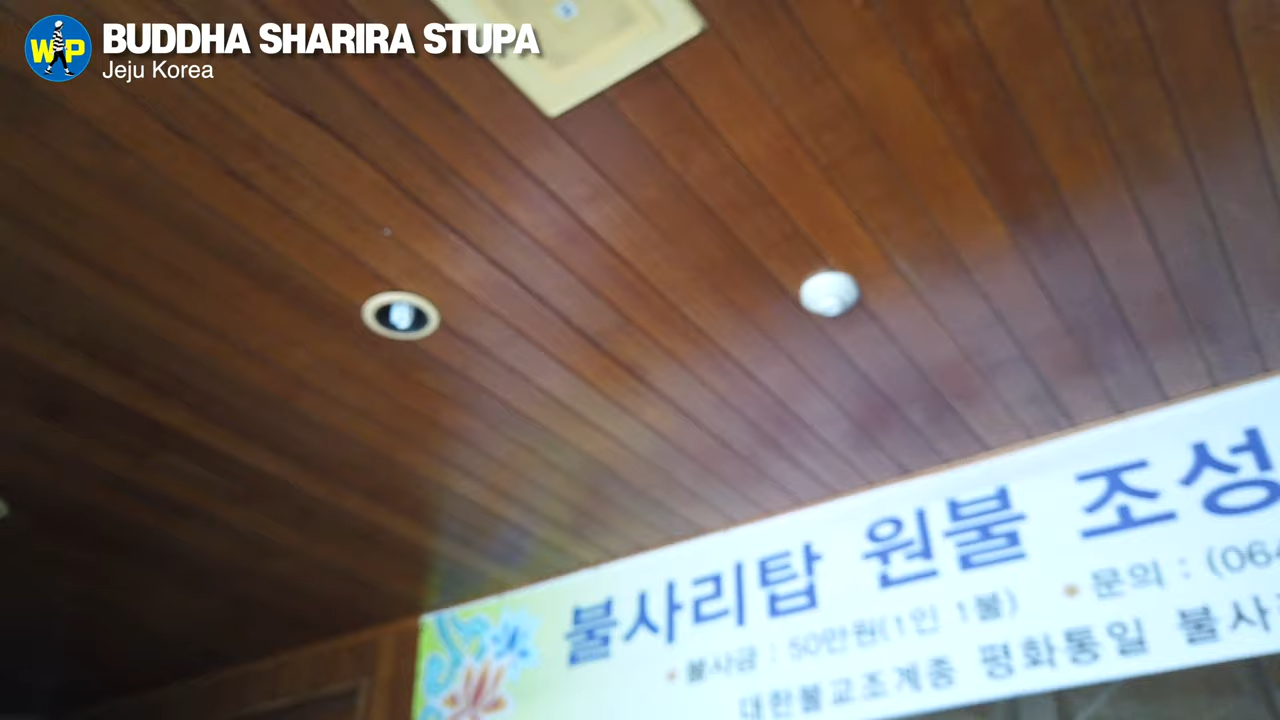 WP
BUDDHA SHARIRA STUPA
Jeju Korea
불사리탑 원불 조성
• 불사금 : 50만원(1인 1불) • 문의 : (064
대한불교조계종 평화통일 불사